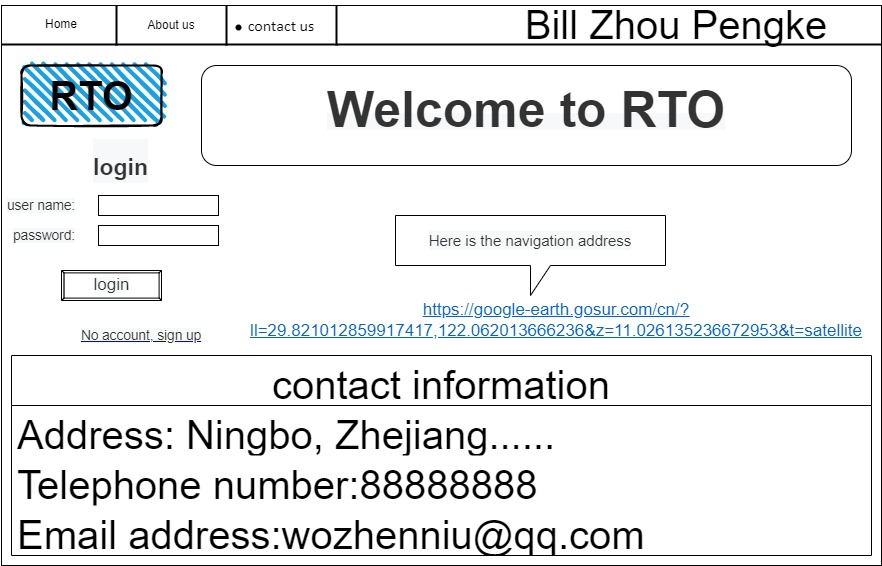 Home
About us
• contact us
Bill Zhou Pengke
RTO
Welcome to RTO
login
user name:
password:
login
No account, sign up
Here is the navigation address
https://google-earth.gosur.com/cn/?
ll=29.821012859917417,122.062013666236&z=11.026135236672953&t=satellite
contact information
Address: Ningbo, Zhejiang......
Telephone number:88888888
Email address:wozhenniu@qq.com